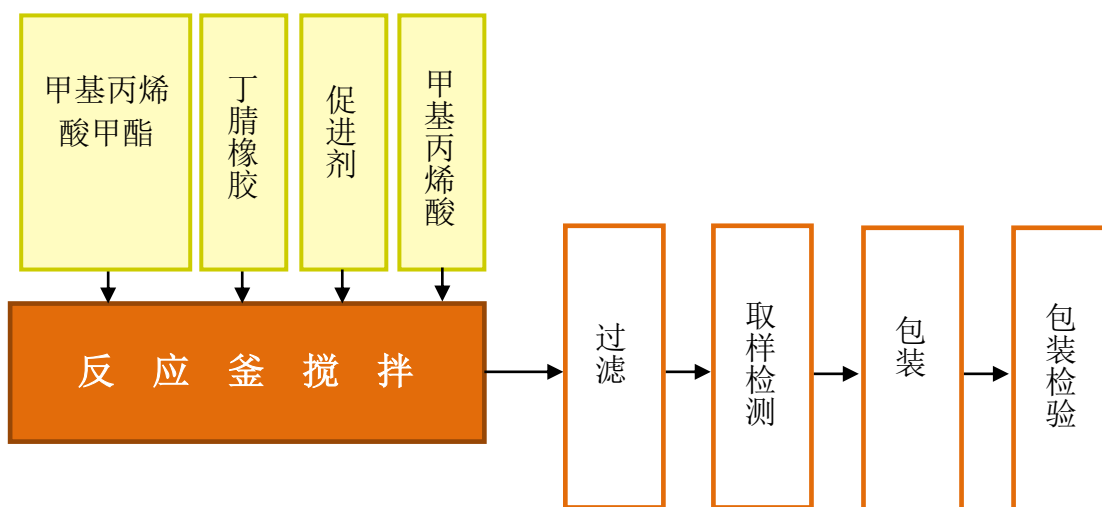 甲基丙烯
酸甲酯
丁腈橡胶
促进剂
甲基丙烯酸
反应釜搅拌
过滤
取样检测
包装
包装检验